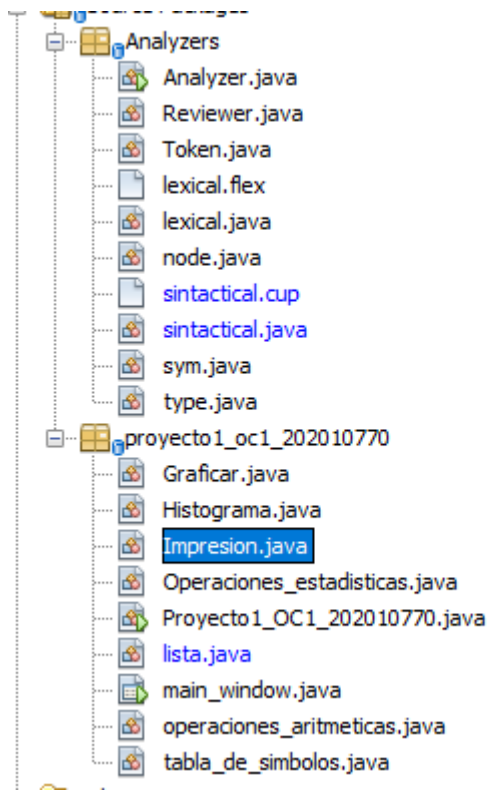 Analyzers
Analyzer.java
Reviewer.java
Token.java
lexical.flex
lexical.java
node.java
sintactical.cup
sintactical.java
sym.java
type.java
proyecto1_oc1_202010770
Graficar.java
Histograma.java
Impresion.java
Operaciones_estadisticas.java
Proyecto1_OC1_202010770.java
lista.java
main_window.java
operaciones_aritmeticas.java
tabla_de_simbolos.java